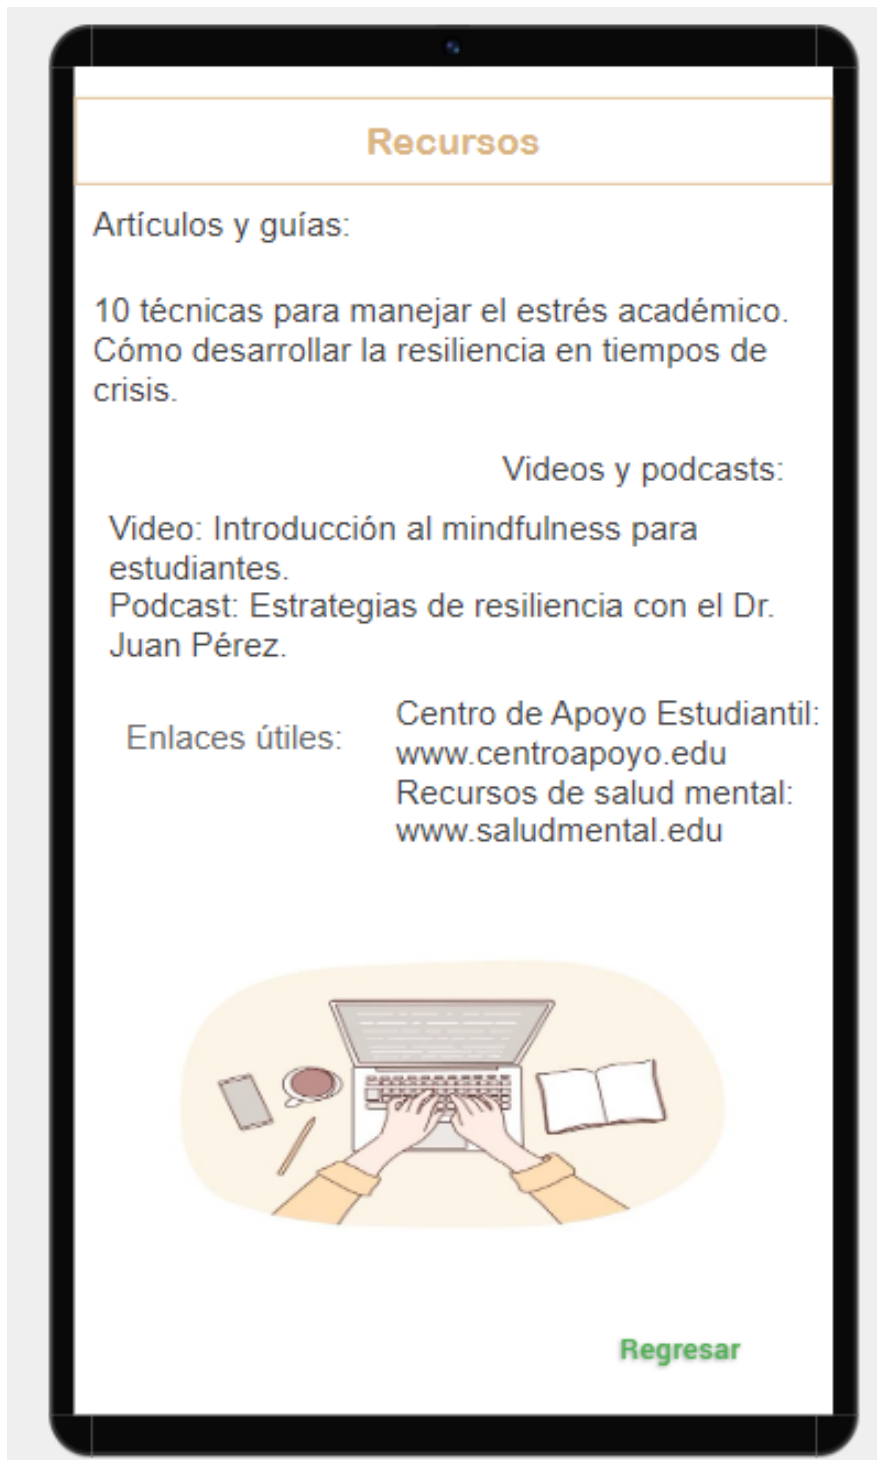 Recursos
Artículos y guías:
10 técnicas para manejar el estrés académico.
Cómo desarrollar la resiliencia en tiempos de
crisis.
Videos y podcasts:
Video: Introducción al mindfulness para
estudiantes.
Podcast: Estrategias de resiliencia con el Dr.
Juan Pérez.
Enlaces útiles:
Centro de Apoyo Estudiantil:
www.centroapoyo.edu
Recursos de salud mental:
www.saludmental.edu
Regresar